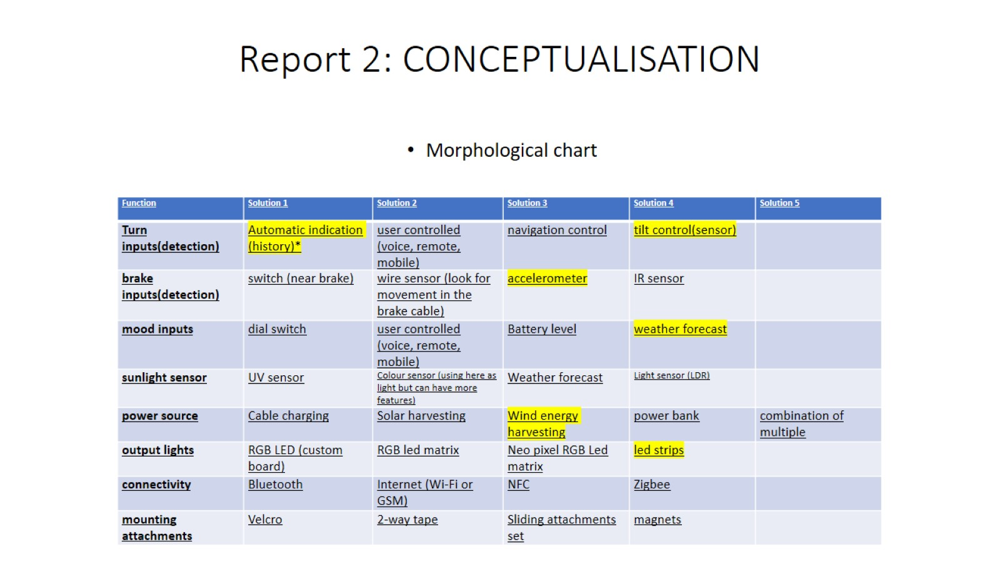 Report 2: CONCEPTUALISATION
• Morphological chart
Function Solution 1 Solution 2 Solution 3 Solution 4 Solution 5
Turn
inputs(detection)
Automatic indication
(history)*
user controlled
(voice, remote,
mobile)
navigation control
tilt control(sensor)
brake
inputs(detection)
switch (near brake)
wire sensor (look for
movement in the
brake cable)
accelerometer
IR sensor
mood inputs
dial switch
user controlled
(voice, remote,
mobile)
Battery level
weather forecast
sunlight sensor
UV sensor
Colour sensor (using here as
light but can have more
features)
Weather forecast
Light sensor (LDR)
power source
Cable charging
Solar harvesting
Wind energy
harvesting
power bank
combination of
multiple
output lights
RGB LED (custom
board)
RGB led matrix
Neo pixel RGB Led
matrix
led strips
connectivity
Bluetooth
Internet (Wi-Fi or
GSM)
NFC
Zigbee
mounting
attachments
Velcro
2-way tape
Sliding attachments
set
magnets